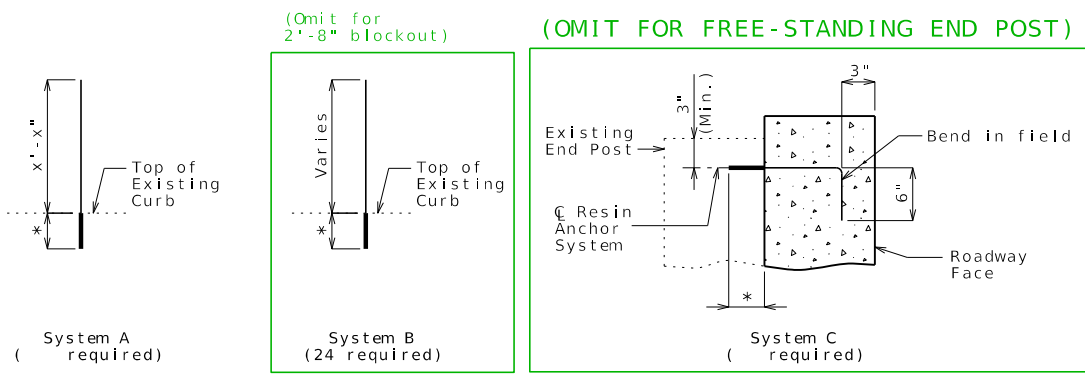 (Omit for
2'-8" blockout)
(OMIT FOR FREE-STANDING END POST)
x'-x"
*
Top of
Existing
Curb
System A
(    required)
Varies
*
Top of
Existing
Curb
System B
(24 required)
3"
(Min.)
3"
Existing
End Post
Bend in field
6"
℄ Resin
Anchor
System
Roadway
Face
*
System C
(    required)